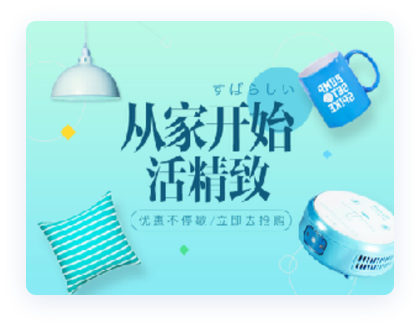 すばらしい
从家开始
活精致
优惠不停歇/立即去抢购